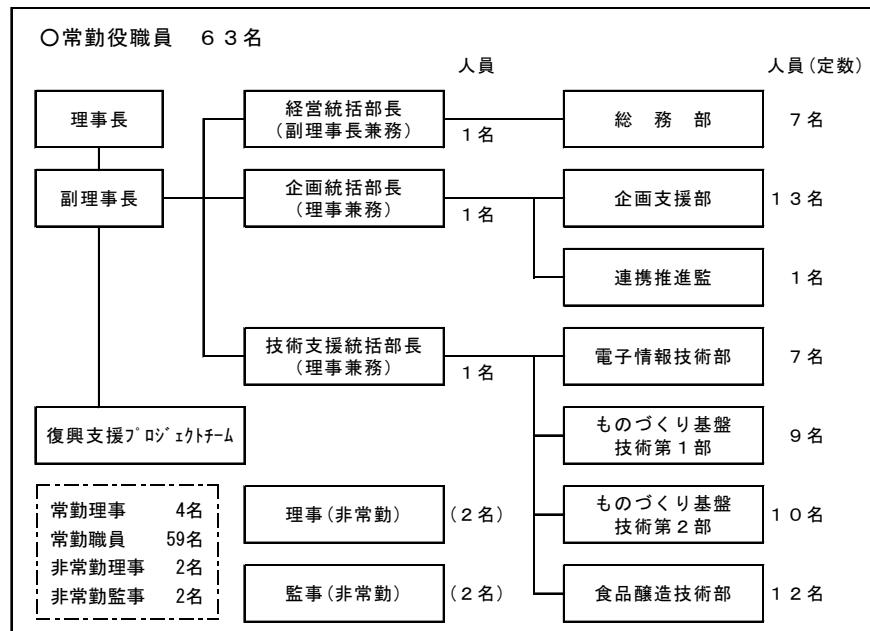 ○常勤役職員　６３名
人員　人員（定数）
理事長
経営統括部長
（副理事長兼務）
１名
総　務　部
７名
副理事長
企画統括部長
（理事兼務）
１名
企画支援部
１３名
連携推進監
１名
技術支援統括部長
（理事兼務）
１名
電子情報技術部
７名
復興支援ﾌﾟﾛｼﾞｪｸﾄﾁｰﾑ
ものづくり基盤
技術第１部
９名
常勤理事　4名
常勤職員　59名
非常勤理事　2名
非常勤監事　2名
理事（非常勤）
（２名）
ものづくり基盤
技術第２部
１０名
監事（非常勤）
（２名）
食品醸造技術部
１２名